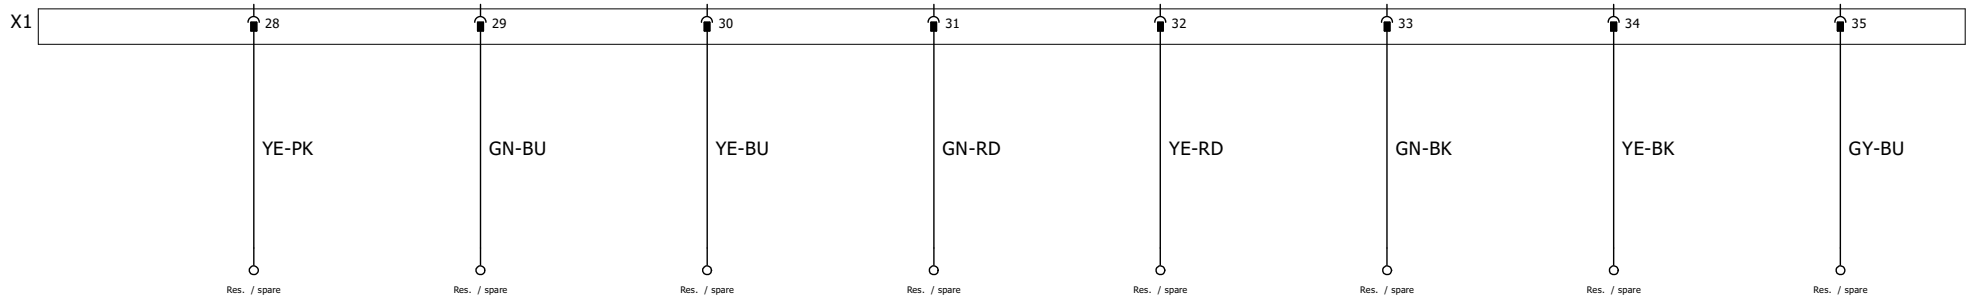 X1 28 29 30 31 32 33 34 35
YE-PK GN-BU YE-BU GN-RD YE-RD GN-BK YE-BK GY-BU
Res. / spare Res. / spare Res. / spare Res. / spare Res. / spare Res. / spare Res. / spare Res. / spare